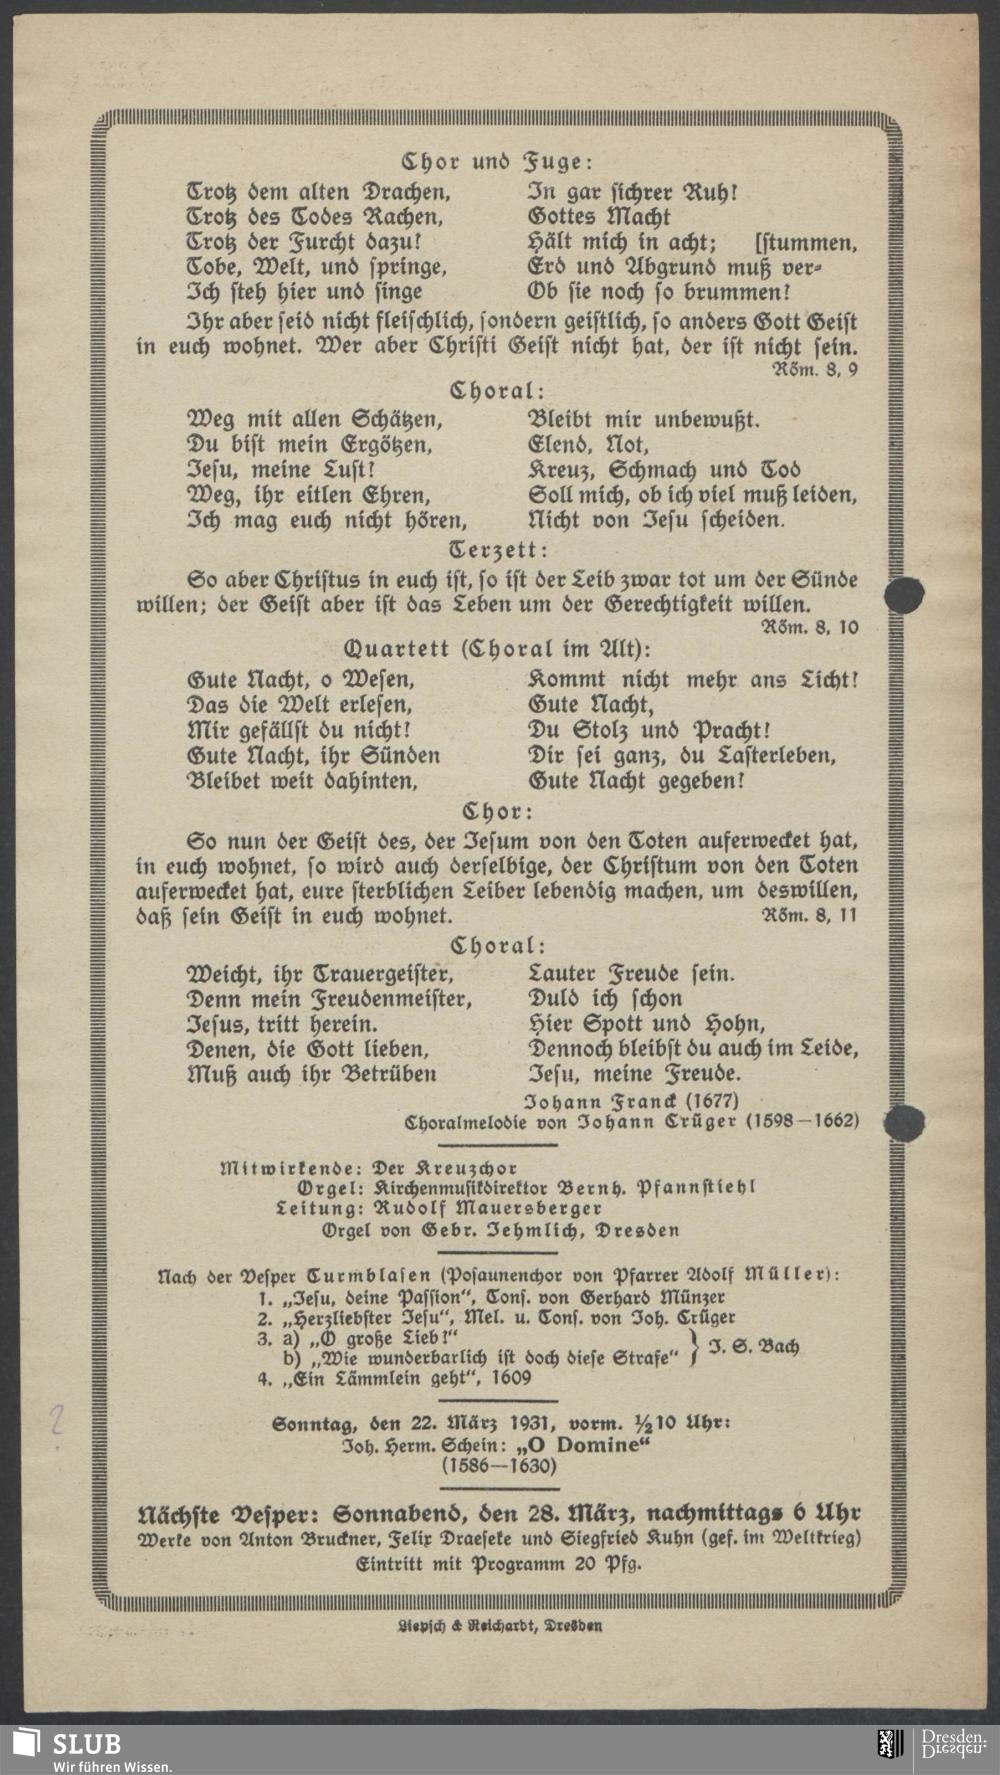 Chor und Fuge:
Trotz dem alten Drachen,
Trotz des Todes Rachen,
Trotz der Furcht dazu!
Tobe, Welt, und springe,
Ich steh hier und singe
In gar sichrer Ruh!
Gottes Macht
Hält mich in acht; [stummen,
Erd und Abgrund muß ver-
Ob sie noch so brummen!
Ihr aber seid nicht fleischlich, sondern geistlich, so anders Gott Geist
in euch wohnet. Wer aber Christi Geist nicht hat, der ist nicht sein.
Röm. 8, 9
Choral:
Weg mit allen Schätzen,
Du bist mein Ergötzen,
Jesu, meine Lust!
Weg, ihr eitlen Ehren,
Ich mag euch nicht hören,
Bleibt mir unbewußt.
Elend, Not,
Kreuz, Schmach und Tod
Soll mich, ob ich viel muß leiden,
Nicht von Jesu scheiden.
Terzett:
So aber Christus in euch ist, so ist der Leib zwar tot um der Sünde
willen; der Geist aber ist das Leben um der Gerechtigkeit willen.
Röm. 8, 10
Quartett (Choral im Alt):
Gute Nacht, o Wesen,
Das die Welt erlesen,
Mir gefällst du nicht!
Gute Nacht, ihr Sünden
Bleibet weit dahinten,
Kommt nicht mehr ans Licht!
Gute Nacht,
Du Stolz und Pracht!
Dir sei ganz, du Lasterleben,
Gute Nacht gegeben!
Chor:
So nun der Geist des, der Jesum von den Toten auferwecket hat,
in euch wohnet, so wird auch derselbige, der Christum von den Toten
auferwecket hat, eure sterblichen Leiber lebendig machen, um deswillen,
daß sein Geist in euch wohnet. Röm. 8, 11
Choral:
Weicht, ihr Trauergeister,
Denn mein Freudenmeister,
Jesus, tritt herein.
Denen, die Gott lieben,
Muß auch ihr Betrüben
Lauter Freude sein.
Duld ich schon
Hier Spott und Hohn,
Dennoch bleibst du auch im Leide,
Jesu, meine Freude.
Johann Franck (1677)
Choralmelodie von Johann Crüger (1598–1662)
Mitwirkende: Der Kreuzchor
Orgel: Kirchenmusikdirektor Bernh. Pfannstiehl
Leitung: Rudolf Mauersberger
Orgel von Gebr. Jehmlich, Dresden
Nach der Vesper Turmblasen (Posaunenchor von Pfarrer Adolf Müller):
1. „Jesu, deine Passion“, Tons. von Gerhard Münzer
2. „Herzliebster Jesu“, Mel. u. Tons. von Joh. Crüger
3. a) „O große Lieb!“
b) „Wie wunderbarlich ist doch diese Strafe“ } J. S. Bach
4. „Ein Lämmlein geht“, 1609
Sonntag, den 22. März 1931, vorm. ½10 Uhr:
Joh. Herm. Schein: „O Domine“
(1586—1630)
Nächste Vesper: Sonnabend, den 28. März, nachmittags 6 Uhr
Werke von Anton Bruckner, Felix Draeseke und Siegfried Kuhn (gef. im Weltkrieg)
Eintritt mit Programm 20 Pfg.
Liepsch & Reichardt, Dresden
?
SLUB
Wir führen Wissen.
Dresden.
Dresden.